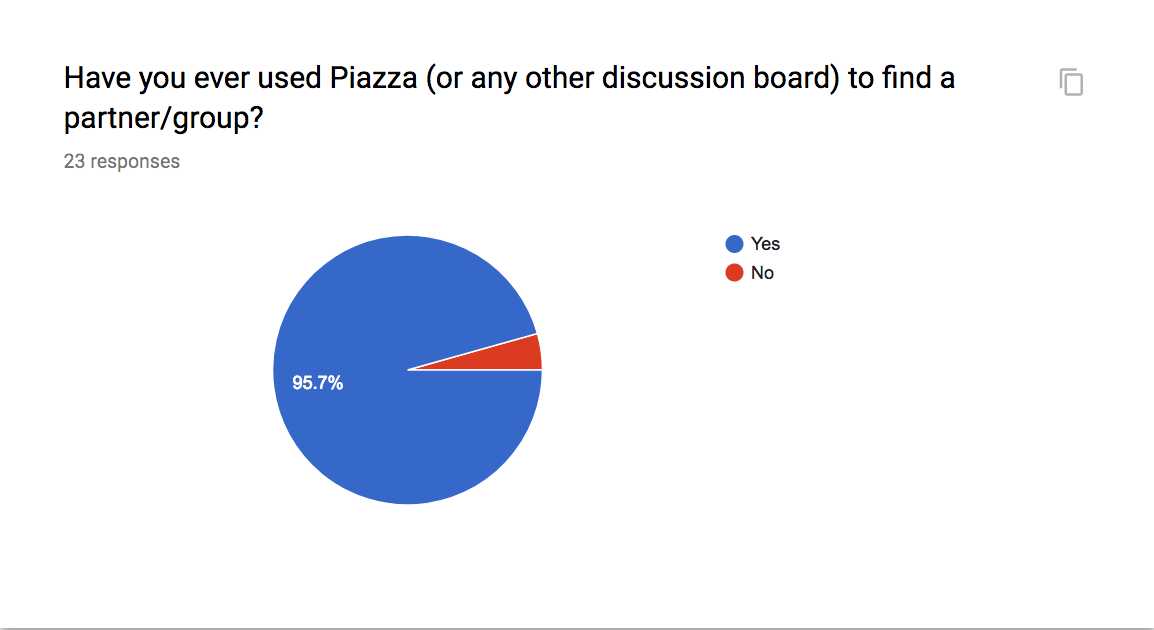 Have you ever used Piazza (or any other discussion board) to find a
partner/group?
23 responses
Yes
No
95.7%